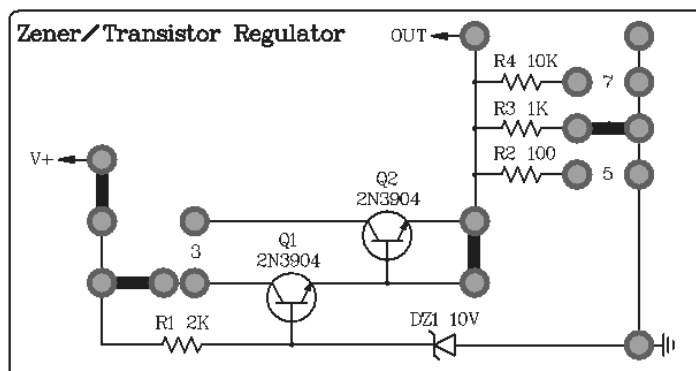 Zener/Transistor Regulator
OUT
R4 10K
7
R3 1K
V+
R2 100
5
Q2
2N3904
Q1
3
2N3904
R1 2K
DZ1 10V